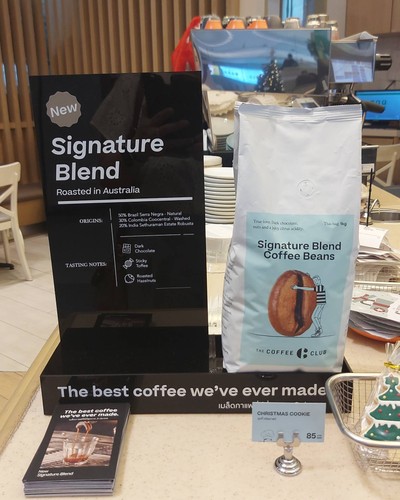 New
Signature
Blend
Roasted in Australia
ORIGINS:
50% Brazil Serra Negra - Natural
30% Colombia Cocentral - Washed
20% India Sethuraman Estate Robusta
TASTING NOTES:
Dark
Chocolate
Sticky
Toffee
Roasted
Hazelnuts
Signature Blend
Coffee Beans
1kg
THE COFFEE CLUB
The best coffee we've ever made.
The best coffee
we've ever made.
New
Signature Blend
CHRISTMAS COOKIE
85